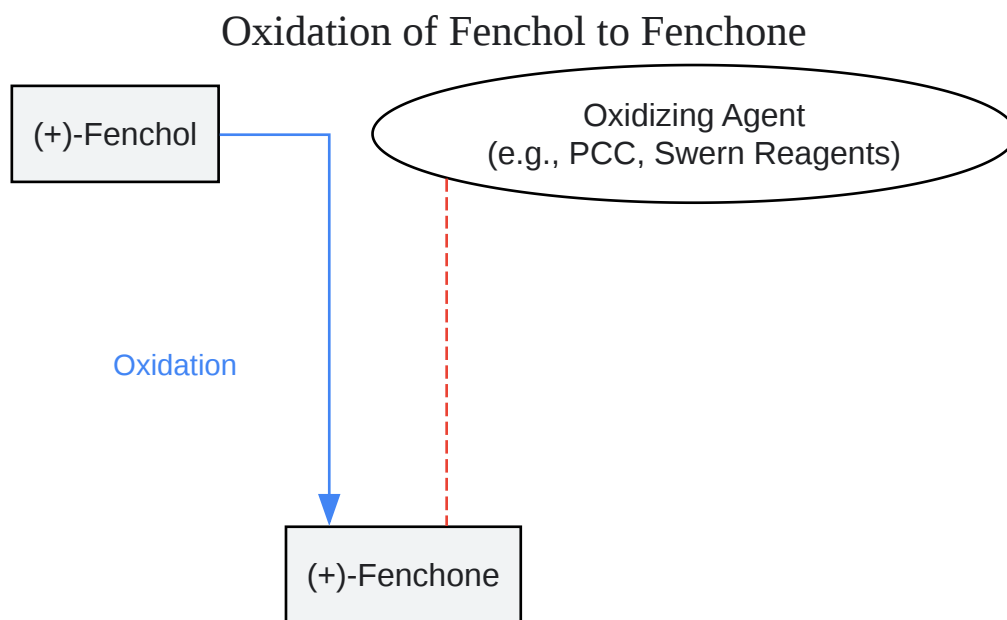 Oxidation of Fenchol to Fenchone
(+)-Fenchol
Oxidizing Agent
(e.g., PCC, Swern Reagents)
Oxidation
(+)-Fenchone